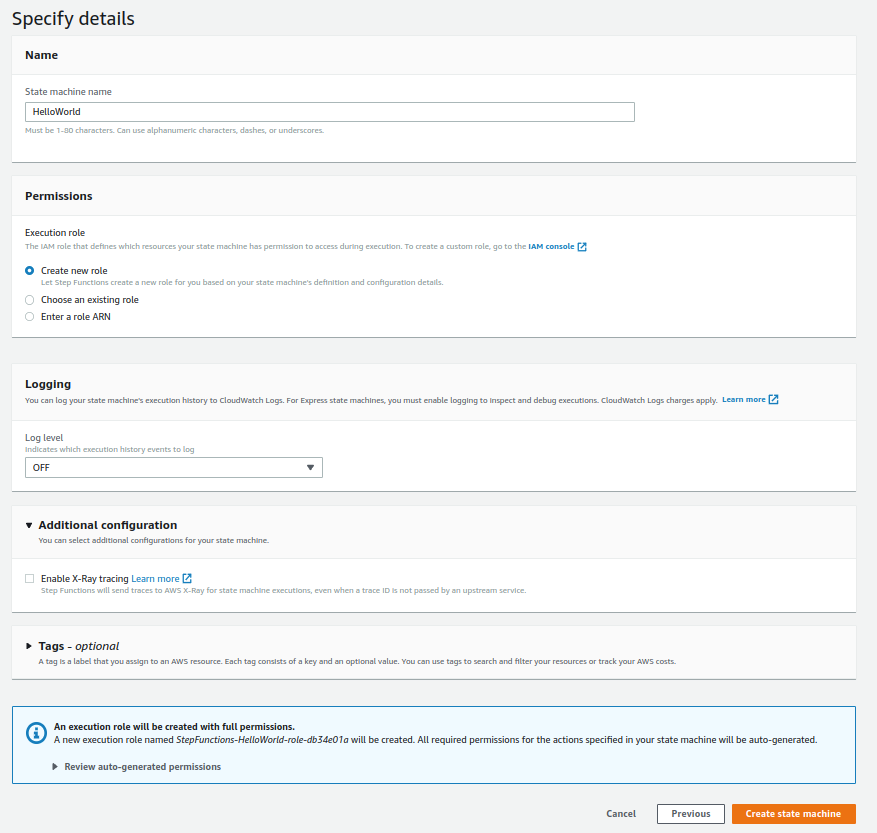 Specify details
Name
State machine name
HelloWorld
Must be 1-80 characters. Can use alphanumeric characters, dashes, or underscores.
Permissions
Execution role
The IAM role that defines which resources your state machine has permission to access during execution. To create a custom role, go to the IAM console
Create new role
Let Step Functions create a new role for you based on your state machine's definition and configuration details.
Choose an existing role
Enter a role ARN
Logging
You can log your state machine's execution history to CloudWatch Logs. For Express state machines, you must enable logging to inspect and debug executions. CloudWatch Logs charges apply. Learn more
Log level
Indicates which execution history events to log
OFF
Additional configuration
You can select additional configurations for your state machine.
Enable X-Ray tracing Learn more
Step Functions will send traces to AWS X-Ray for state machine executions, even when a trace ID is not passed by an upstream service.
Tags - optional
A tag is a label that you assign to an AWS resource. Each tag consists of a key and an optional value. You can use tags to search and filter your resources or track your AWS costs.
An execution role will be created with full permissions.
A new execution role named StepFunctions-HelloWorld-role-db34e01a will be created. All required permissions for the actions specified in your state machine will be auto-generated.
Review auto-generated permissions
Cancel Previous Create state machine